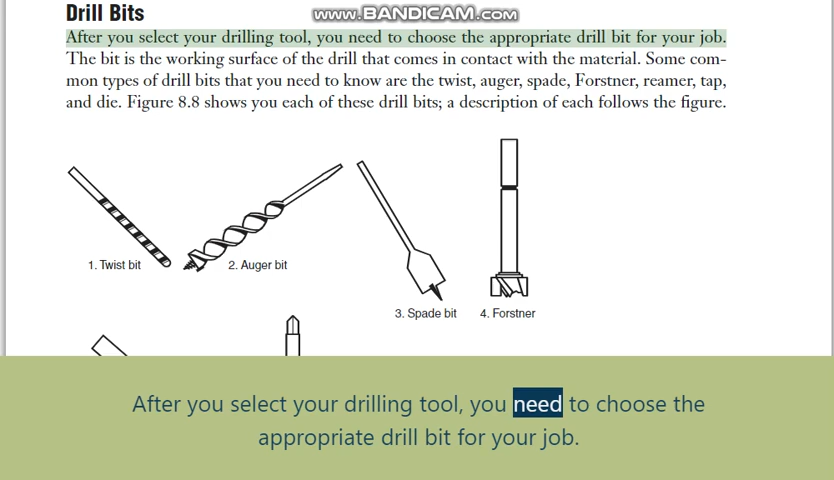 Drill Bits
www.BANDICAM.com
After you select your drilling tool, you need to choose the appropriate drill bit for your job.
The bit is the working surface of the drill that comes in contact with the material. Some com-
mon types of drill bits that you need to know are the twist, auger, spade, Forstner, reamer, tap,
and die. Figure 8.8 shows you each of these drill bits; a description of each follows the figure.
1. Twist bit
2. Auger bit
3. Spade bit
4. Forstner
After you select your drilling tool, you need to choose the
appropriate drill bit for your job.